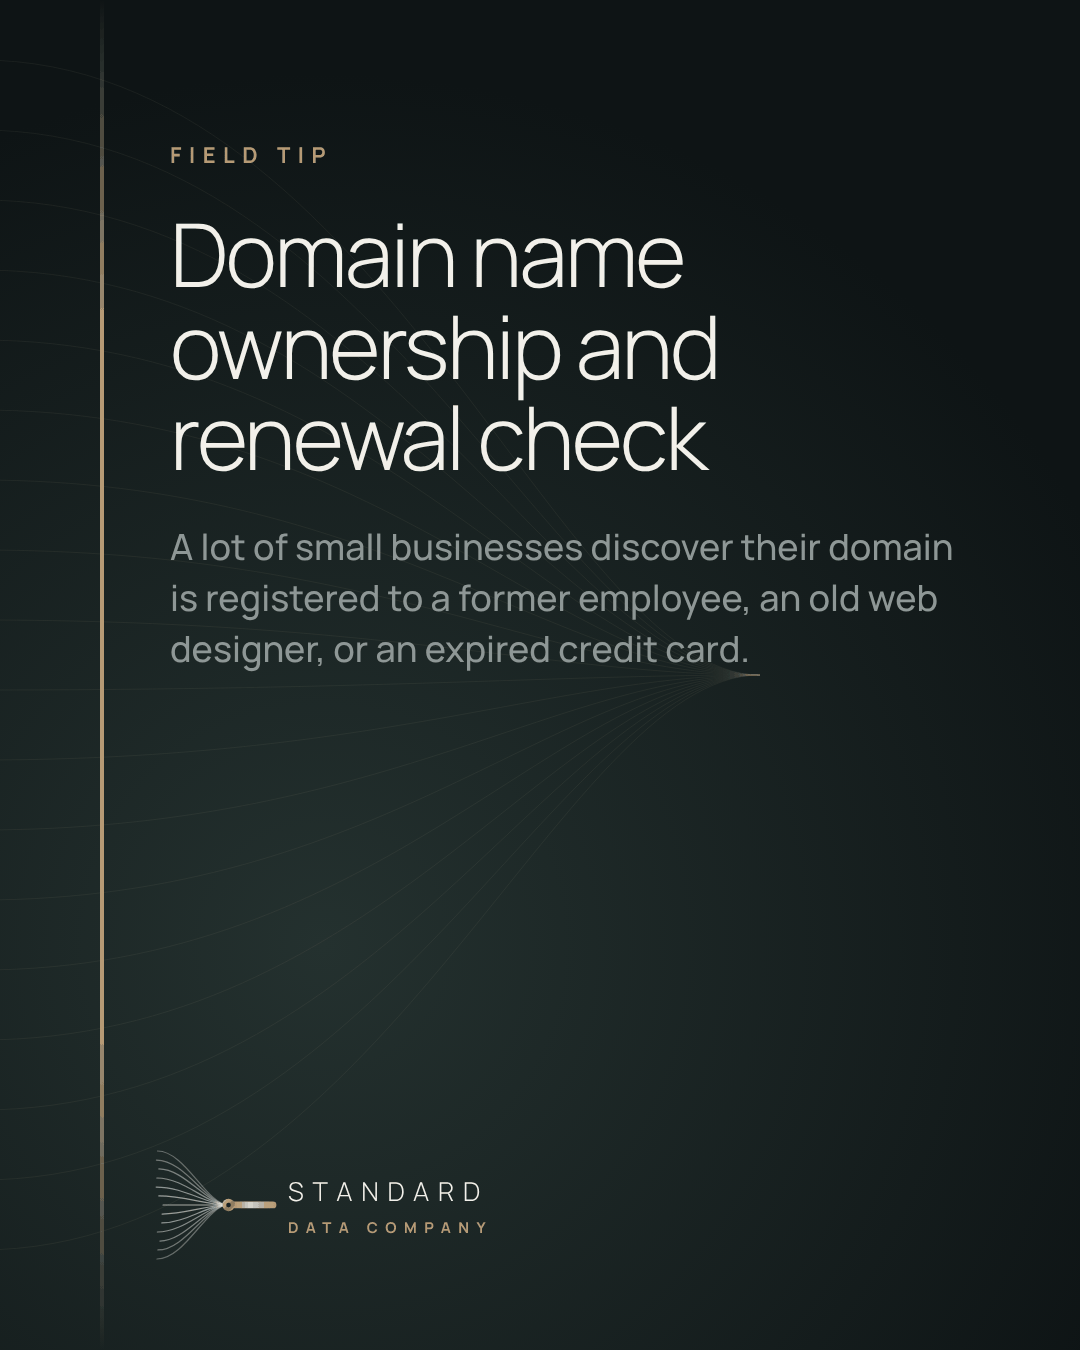 FIELD TIP
Domain name
ownership and
renewal check
A lot of small businesses discover their domain
is registered to a former employee, an old web
designer, or an expired credit card.
STANDARD
DATA COMPANY